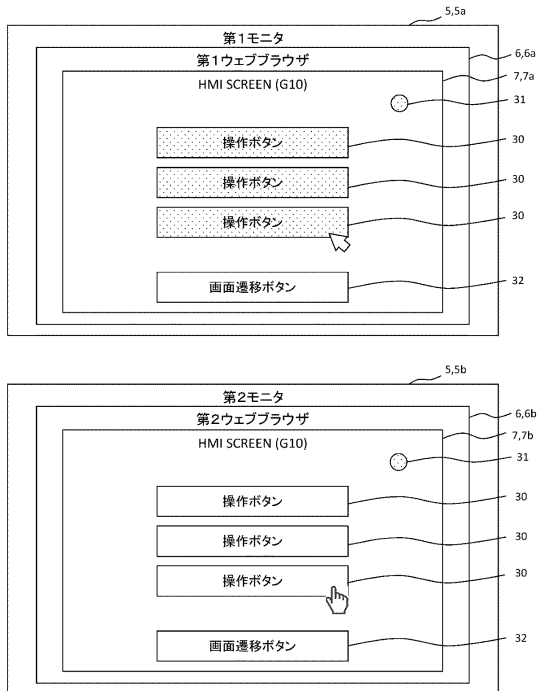 5,5a
第1モニタ
6,6a
第1ウェブブラウザ
7,7a
HMI SCREEN (G10)
31
操作ボタン
30
操作ボタン
30
操作ボタン
30
画面遷移ボタン
32
5,5b
第2モニタ
6,6b
第2ウェブブラウザ
7,7b
HMI SCREEN (G10)
31
操作ボタン
30
操作ボタン
30
操作ボタン
30
画面遷移ボタン
32